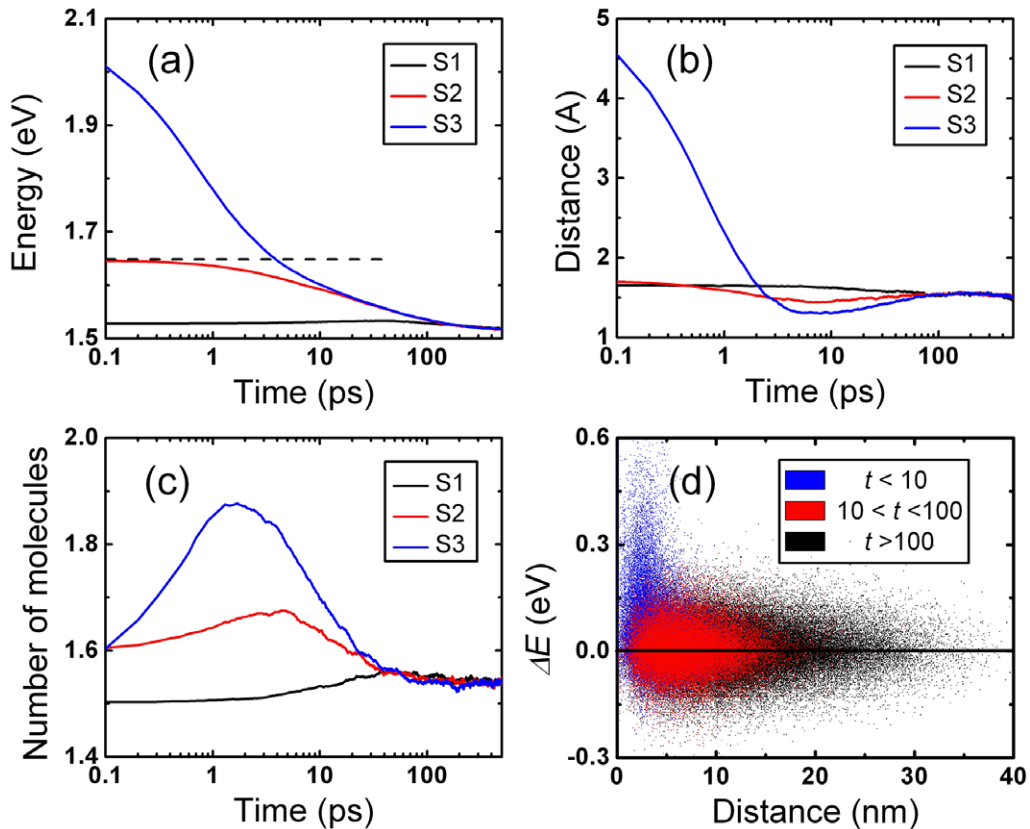 (a)
S1
S2
S3
2.1
1.9
1.7
1.5
Energy (eV)
0.1
1
10
100
Time (ps)
(b)
S1
S2
S3
5
4
3
2
1
Distance (A)
0.1
1
10
100
Time (ps)
(c)
S1
S2
S3
2.0
1.8
1.6
1.4
Number of molecules
0.1
1
10
100
Time (ps)
(d)
t < 10
10 < t <100
t >100
0.6
0.3
0.0
-0.3
ΔE (eV)
0
10
20
30
40
Distance (nm)